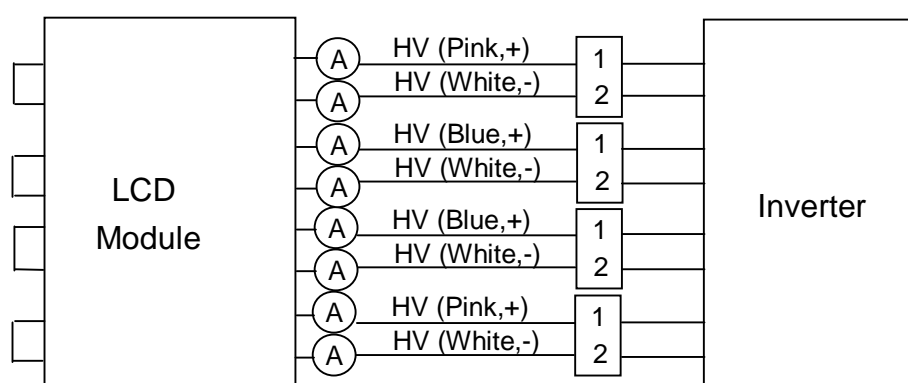 LCD
Module
A HV (Pink,+) 1
A HV (White,-) 2
A HV (Blue,+) 1
A HV (White,-) 2
A HV (Blue,+) 1
A HV (White,-) 2
A HV (Pink,+) 1
A HV (White,-) 2
Inverter